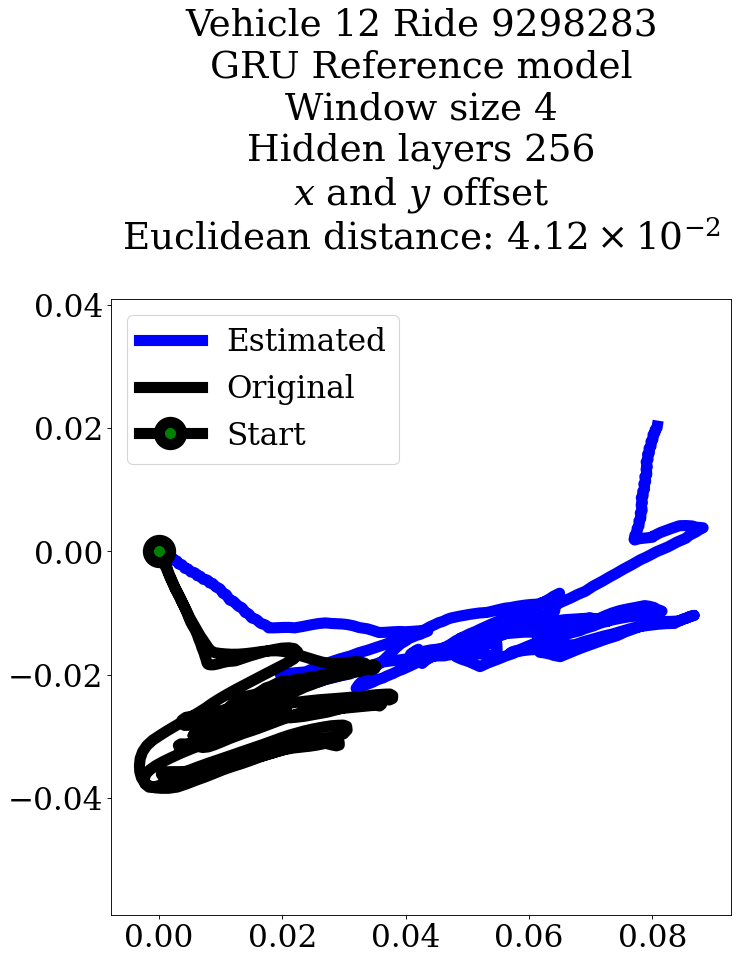 Vehicle 12 Ride 9298283
GRU Reference model
Window size 4
Hidden layers 256
x and y offset
Euclidean distance: 4.12 × 10⁻²
0.04
0.02
0.00
−0.02
−0.04
Estimated
Original
Start
0.00 0.02 0.04 0.06 0.08